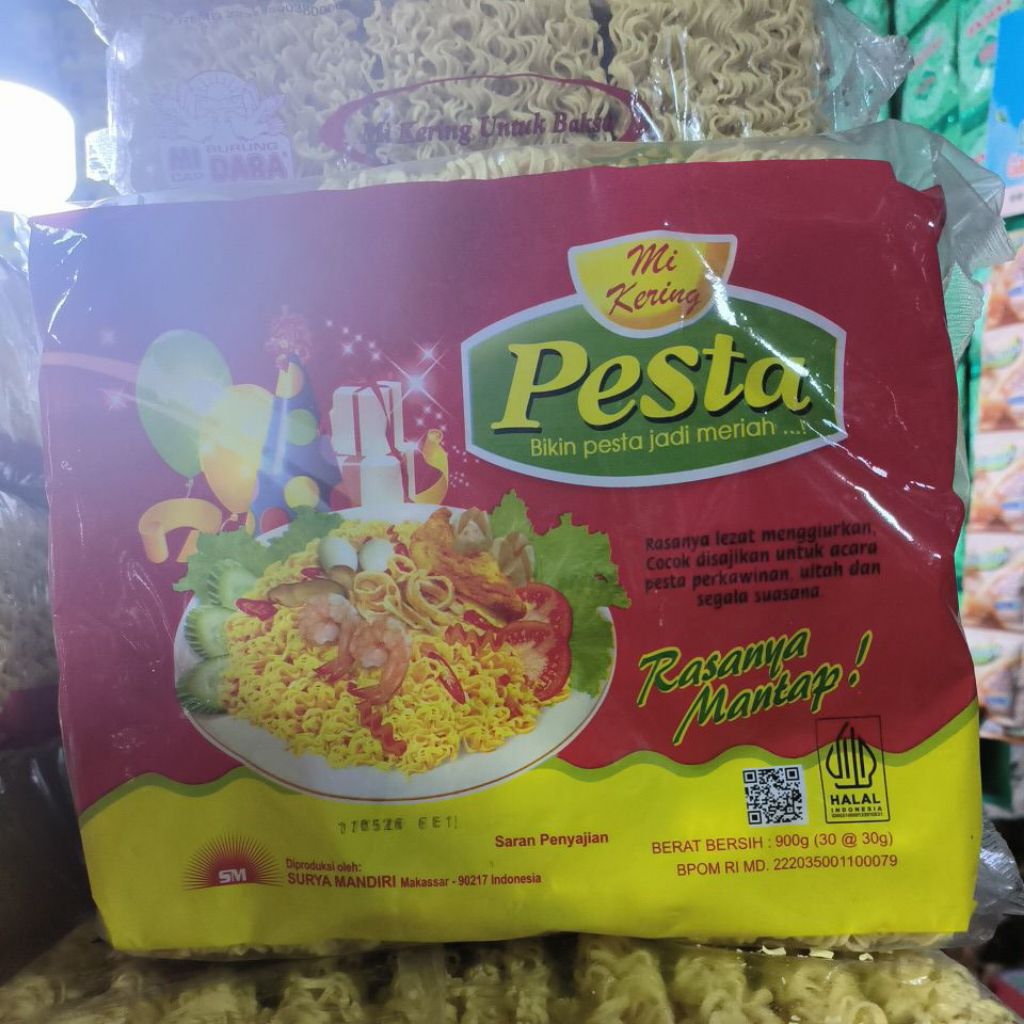 Mi Kering Untuk Bakso
MI BURUNG
CAP DARA
Mi
Kering
Pesta
Bikin pesta jadi meriah ...!
Rasanya lezat menggiurkan,
Cocok disajikan untuk acara
pesta perkawinan, ultah dan
segala suasana.
Rasanya
Mantap !
HALAL
INDONESIA
Saran Penyajian
BERAT BERSIH : 900g (30 @ 30g)
BPOM RI MD. 222035001100079
SM
Diproduksi oleh:
SURYA MANDIRI Makassar - 90217 Indonesia